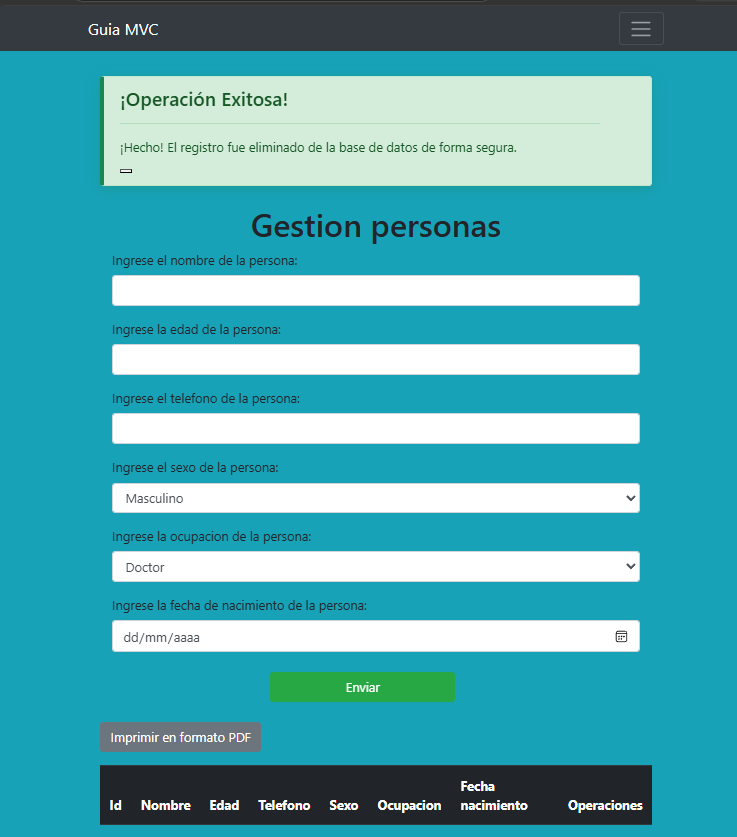 Guia MVC
¡Operación Exitosa!
¡Hecho! El registro fue eliminado de la base de datos de forma segura.
Gestion personas
Ingrese el nombre de la persona:
Ingrese la edad de la persona:
Ingrese el telefono de la persona:
Ingrese el sexo de la persona:
Masculino
Ingrese la ocupacion de la persona:
Doctor
Ingrese la fecha de nacimiento de la persona:
dd/mm/aaaa
Enviar
Imprimir en formato PDF
Fecha
Id Nombre Edad Telefono Sexo Ocupacion nacimiento Operaciones